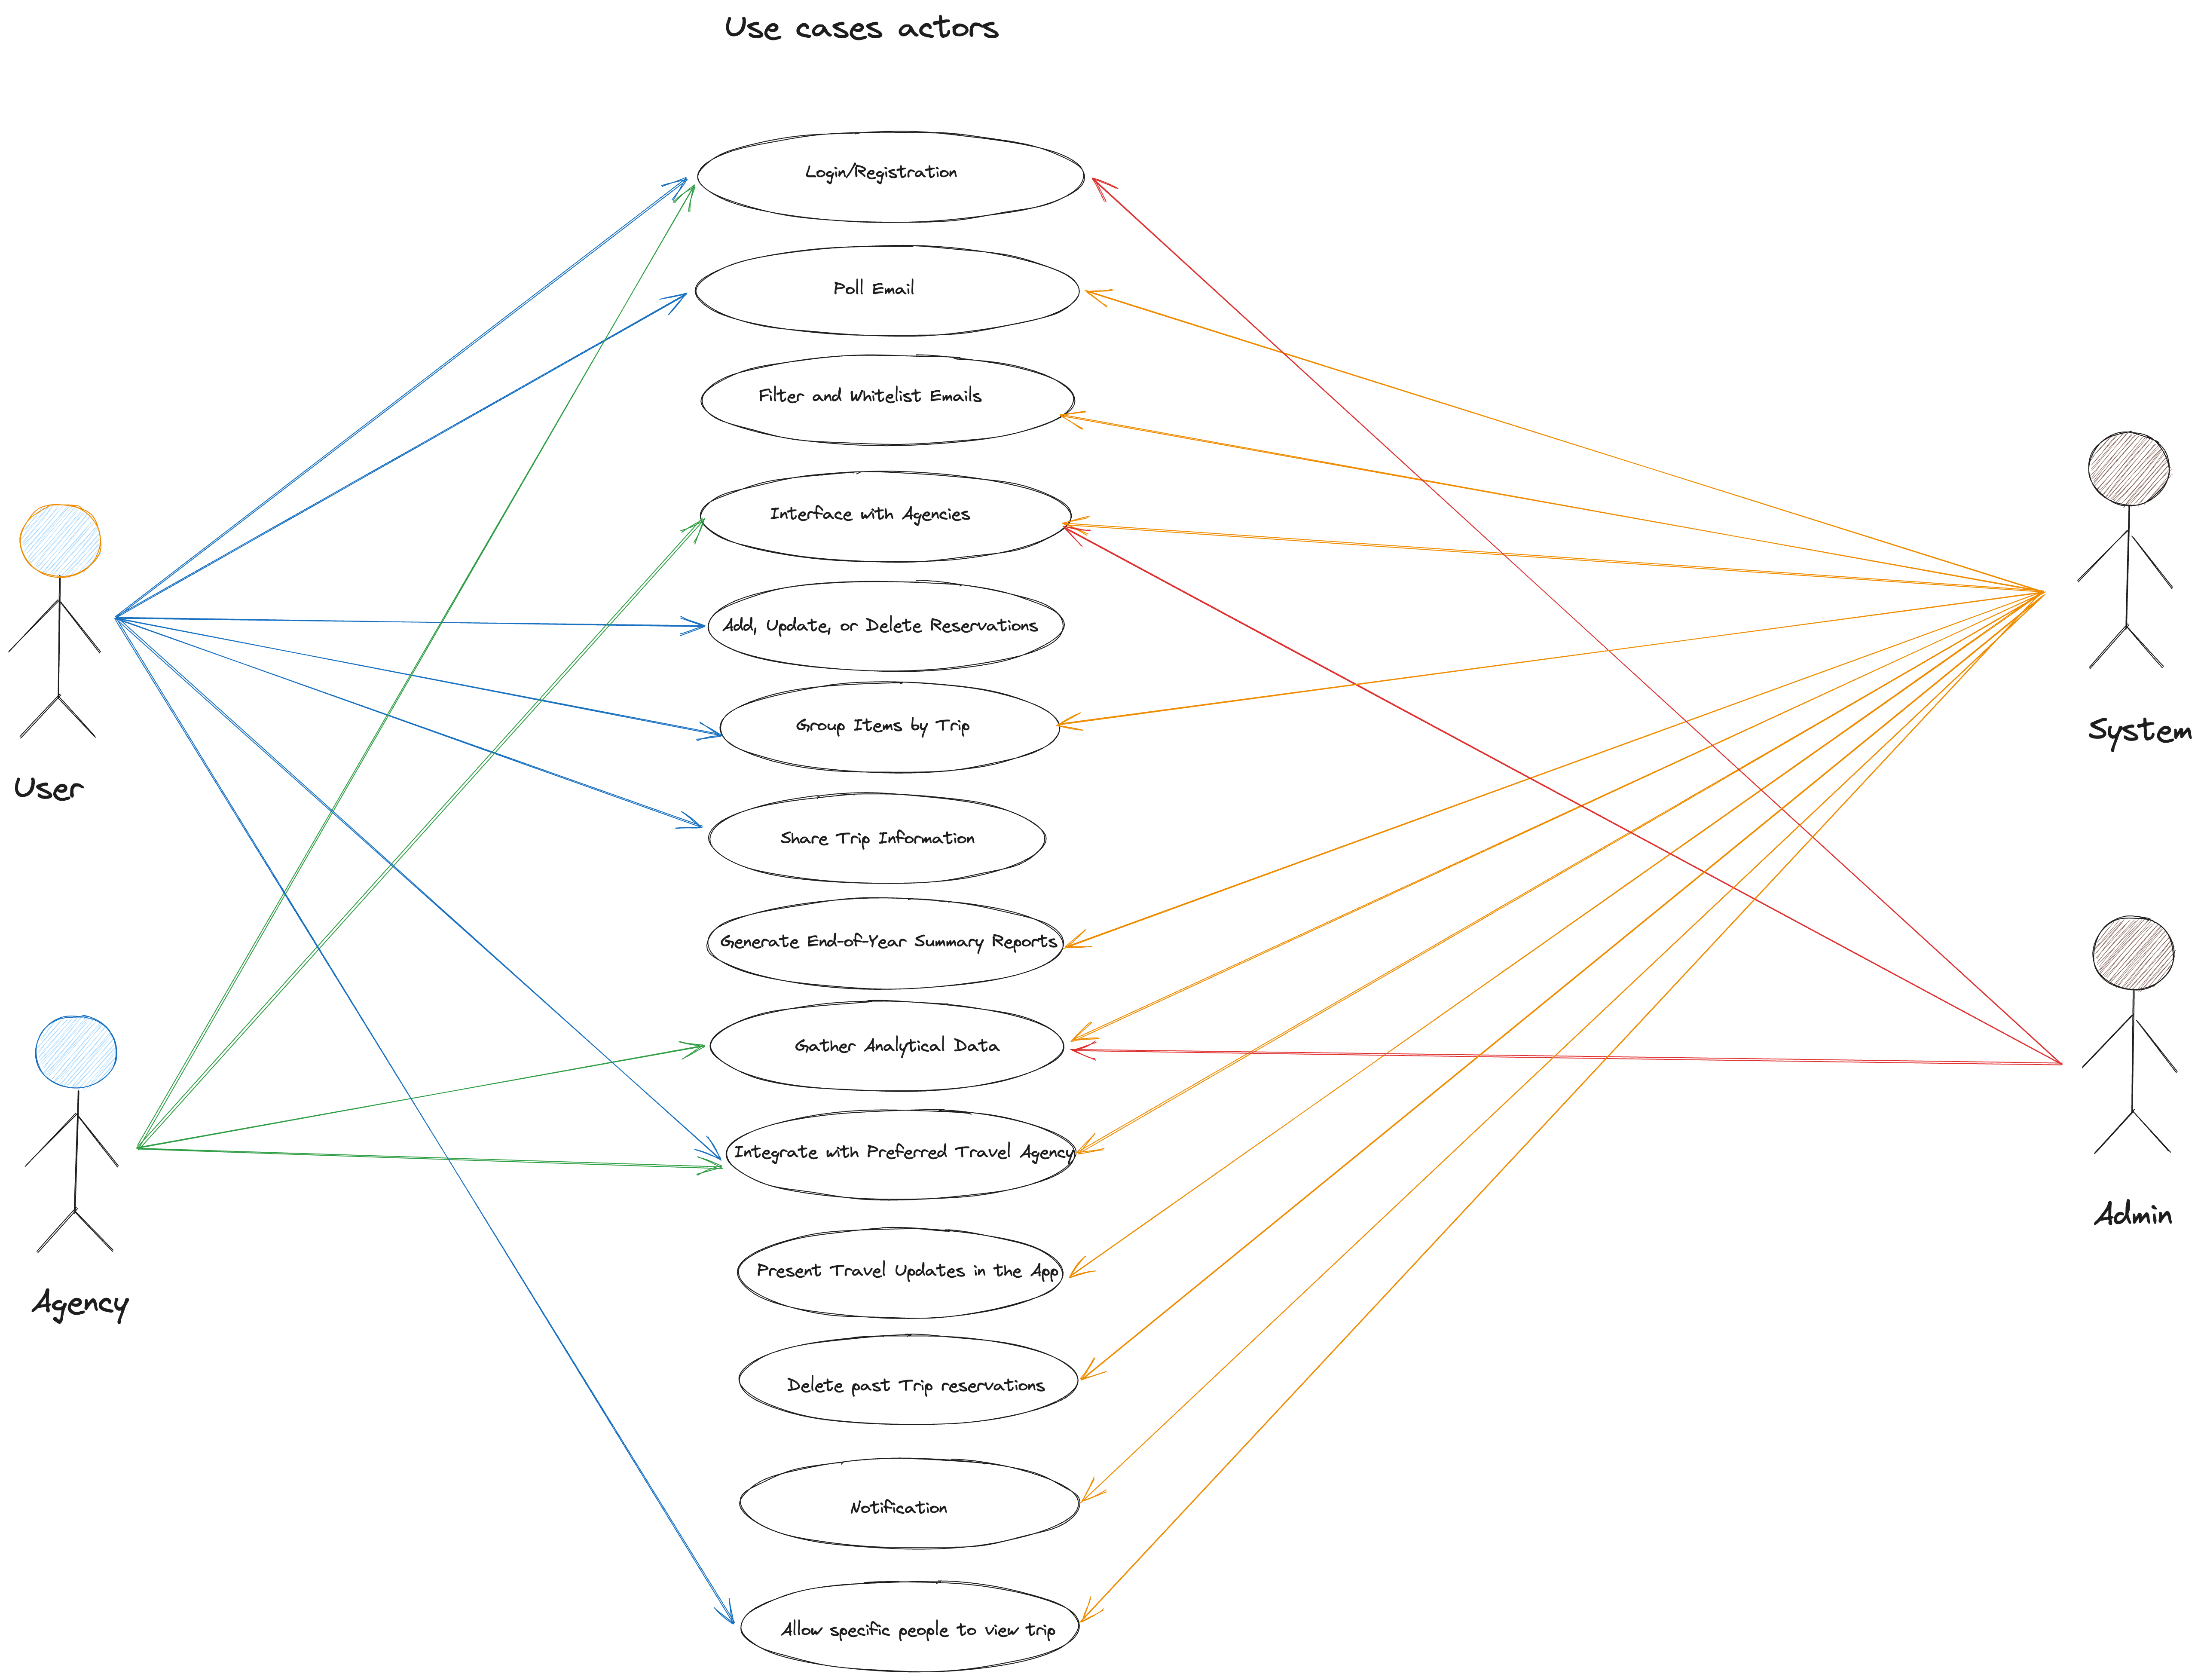 Use cases actors
Login/Registration
Poll Email
Filter and Whitelist Emails
Interface with Agencies
Add, Update, or Delete Reservations
Group Items by Trip
System
User
Share Trip Information
Generate End-of-Year Summary Reports
Gather Analytical Data
Integrate with Preferred Travel Agency
Admin
Present Travel Updates in the App
Agency
Delete past Trip reservations
Notification
Allow specific people to view trip